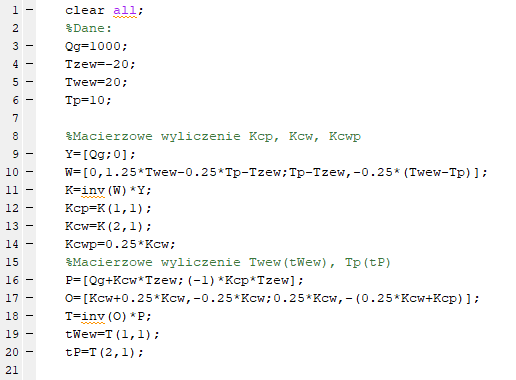 1 - clear all;
2 %Dane:
3 - Qg=1000;
4 - Tzew=-20;
5 - Twew=20;
6 - Tp=10;
7
8 %Macierzowe wyliczenie Kcp, Kcw, Kcwp
9 - Y=[Qg;0];
10 - W=[0,1.25*Twew-0.25*Tp-Tzew;Tp-Tzew,-0.25*(Twew-Tp)];
11 - K=inv(W)*Y;
12 - Kcp=K(1,1);
13 - Kcw=K(2,1);
14 - Kcwp=0.25*Kcw;
15 %Macierzowe wyliczenie Twew(tWew), Tp(tP)
16 - P=[Qg+Kcw*Tzew;(-1)*Kcp*Tzew];
17 - O=[Kcw+0.25*Kcw,-0.25*Kcw;0.25*Kcw,-(0.25*Kcw+Kcp)];
18 - T=inv(O)*P;
19 - tWew=T(1,1);
20 - tP=T(2,1);
21